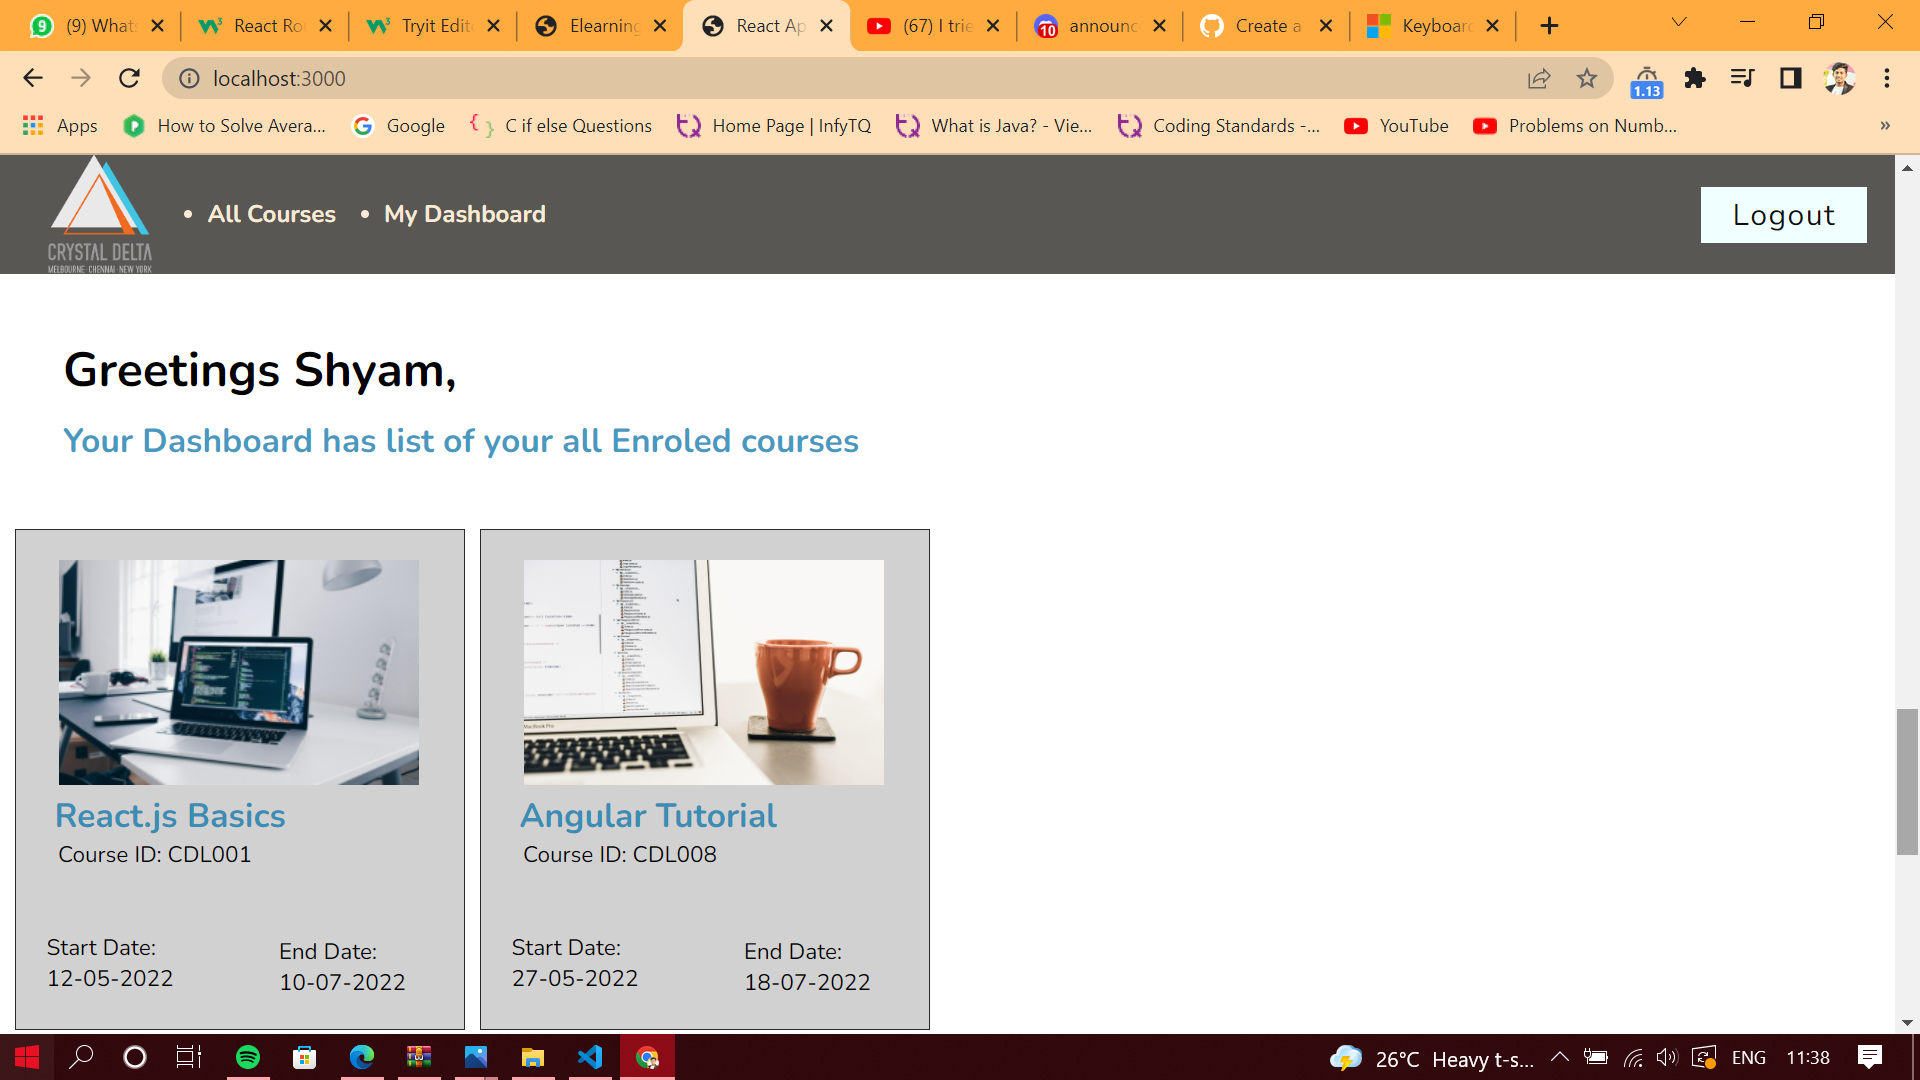 (9) Whats
React Ro
Tryit Edit
Elearning
React Ap
(67) I trie
announc
Create a
Keyboard
localhost:3000
1.13
Apps
How to Solve Avera...
Google
C if else Questions
Home Page | InfyTQ
What is Java? - Vie...
Coding Standards -...
YouTube
Problems on Numb...
»
CRYSTAL DELTA
MELBOURNE · CHENNAI · NEW YORK
• All Courses
• My Dashboard
Logout
Greetings Shyam,
Your Dashboard has list of your all Enroled courses
React.js Basics
Course ID: CDL001
Start Date:
12-05-2022
End Date:
10-07-2022
Angular Tutorial
Course ID: CDL008
Start Date:
27-05-2022
End Date:
18-07-2022
26°C Heavy t-s...
ENG
11:38